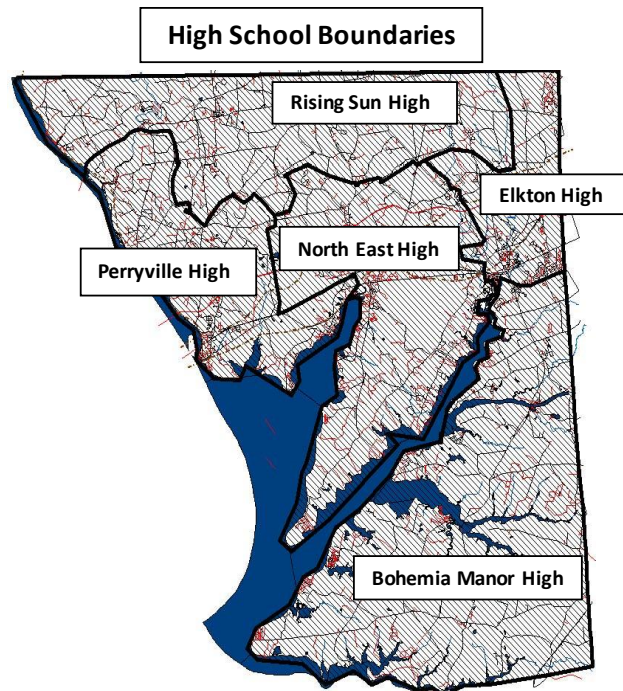 High School Boundaries
Rising Sun High
Elkton High
North East High
Perryville High
Bohemia Manor High